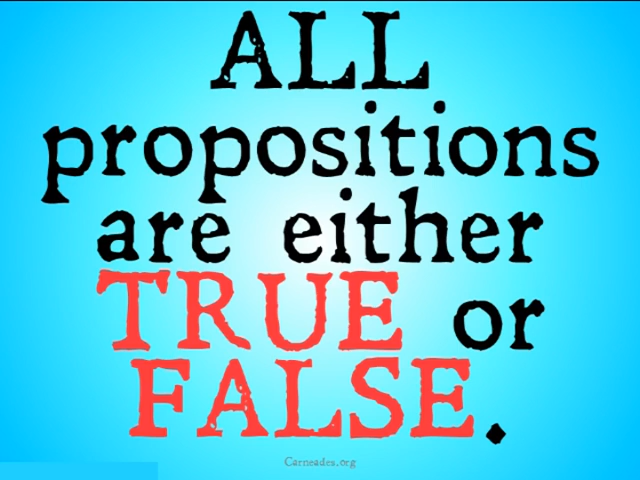 ALL
propositions
are either
TRUE or
FALSE.
Carneades.org